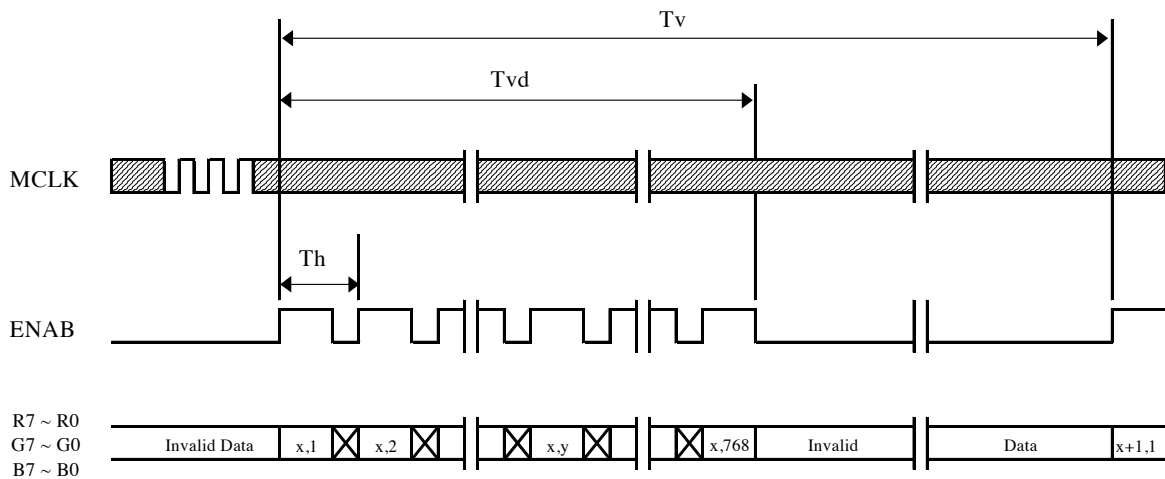 Tv
Tvd
MCLK
Th
ENAB
R7 ~ R0
G7 ~ G0
B7 ~ B0
Invalid Data
x,1
x,2
x,y
x,768
Invalid
Data
x+1,1